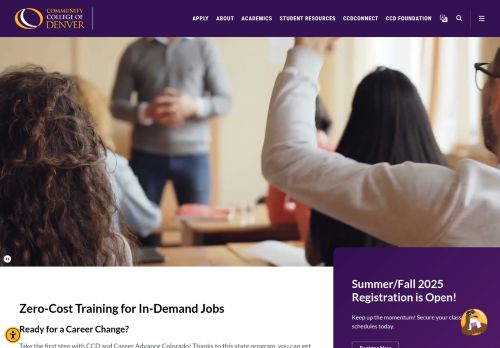 COMMUNITY
COLLEGE OF
DENVER
APPLY ABOUT ACADEMICS STUDENT RESOURCES CCDCONNECT CCD FOUNDATION
Zero-Cost Training for In-Demand Jobs
Ready for a Career Change?
Take the first step with CCD and Career Advance Colorado! Thanks to this state program, you can get
Summer/Fall 2025
Registration is Open!
Keep up the momentum! Secure your class
schedules today.
Register Now